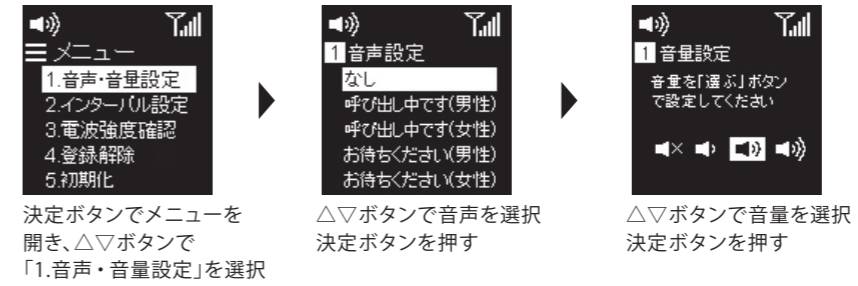 メニュー
1.音声・音量設定
2.インターバル設定
3.電波強度確認
4.登録解除
5.初期化
決定ボタンでメニューを
開き、△▽ボタンで
「1.音声・音量設定」を選択
1 音声設定
なし
呼び出し中です(男性)
呼び出し中です(女性)
お待ちください(男性)
お待ちください(女性)
△▽ボタンで音声を選択
決定ボタンを押す
1 音量設定
音量を「選ぶ」ボタン
で設定してください
△▽ボタンで音量を選択
決定ボタンを押す